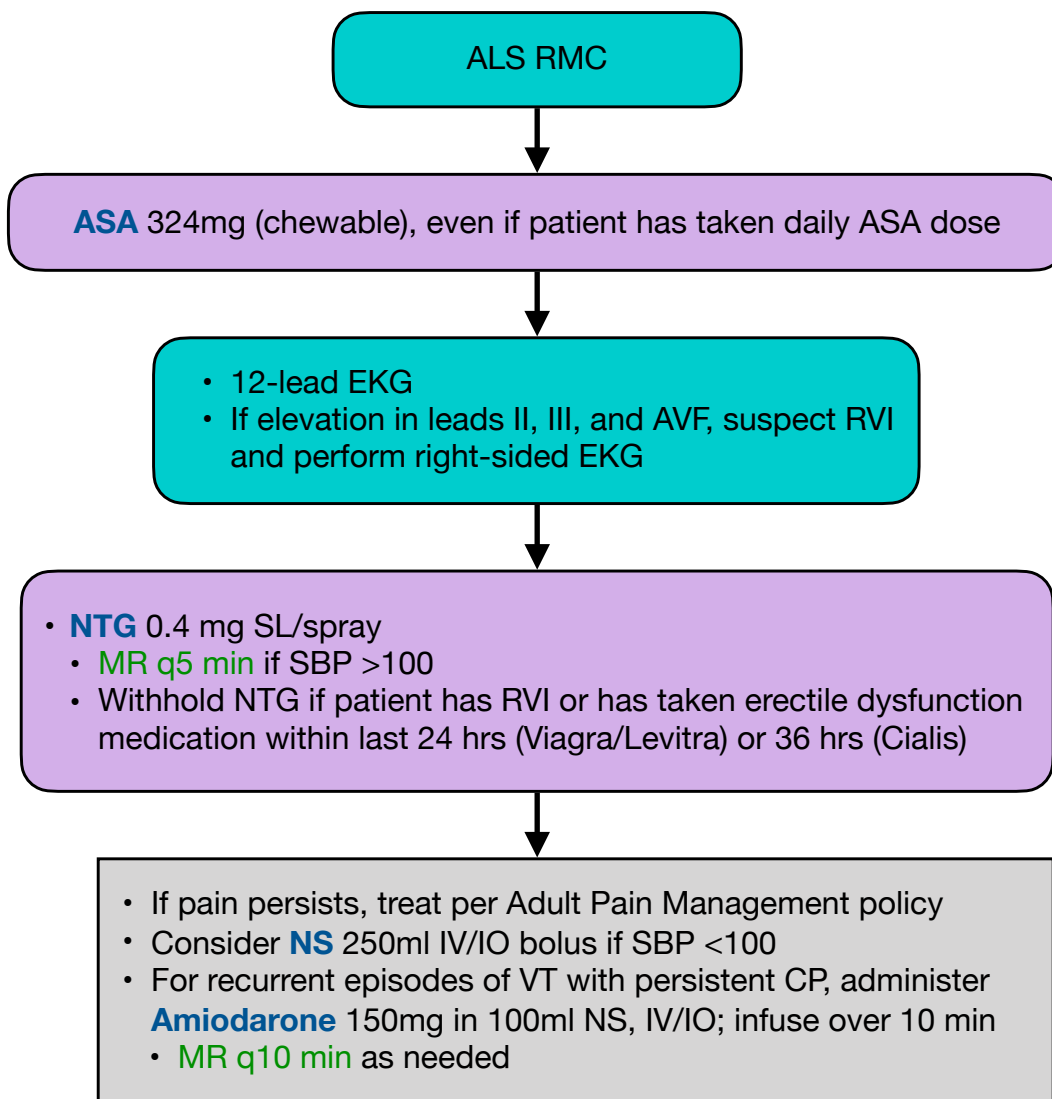 ALS RMC
ASA 324mg (chewable), even if patient has taken daily ASA dose
• 12-lead EKG
• If elevation in leads II, III, and AVF, suspect RVI
and perform right-sided EKG
• NTG 0.4 mg SL/spray
• MR q5 min if SBP >100
• Withhold NTG if patient has RVI or has taken erectile dysfunction
medication within last 24 hrs (Viagra/Levitra) or 36 hrs (Cialis)
• If pain persists, treat per Adult Pain Management policy
• Consider NS 250ml IV/IO bolus if SBP <100
• For recurrent episodes of VT with persistent CP, administer
Amiodarone 150mg in 100ml NS, IV/IO; infuse over 10 min
• MR q10 min as needed